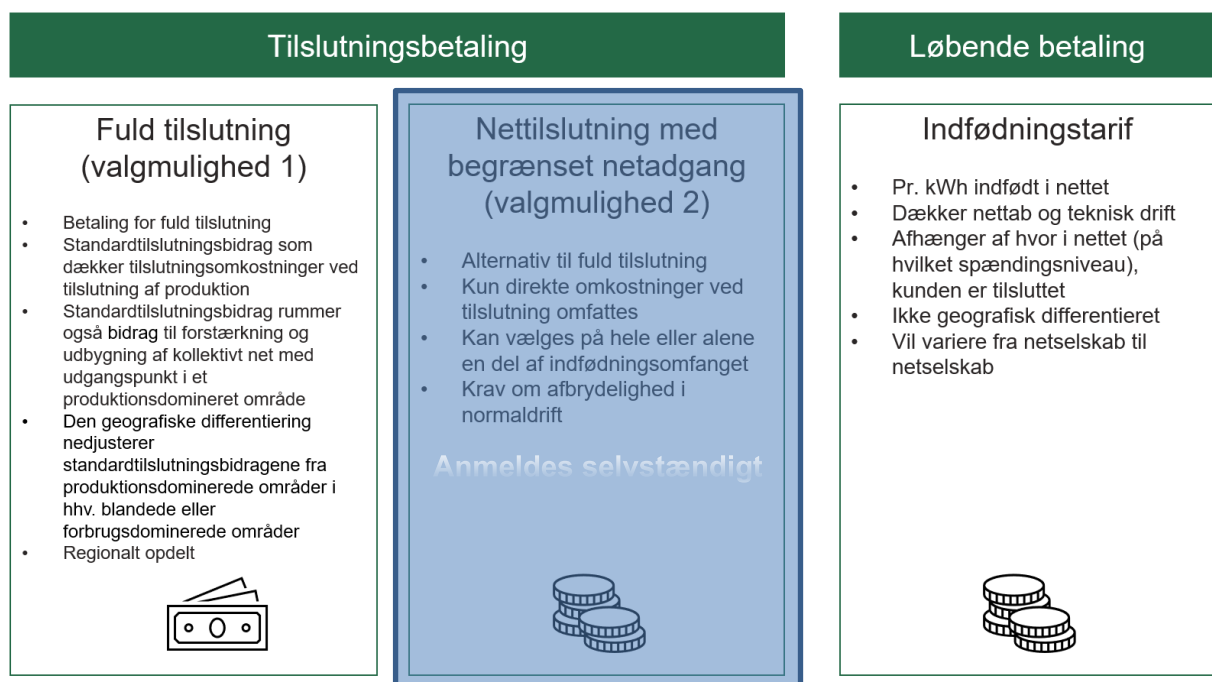 Tilslutningsbetaling
Løbende betaling
Fuld tilslutning
(valgmulighed 1)
• Betaling for fuld tilslutning
• Standardtilslutningsbidrag som
dækker tilslutningsomkostninger ved
tilslutning af produktion
• Standardtilslutningsbidrag rummer
også bidrag til forstærkning og
udbygning af kollektivt net med
udgangspunkt i et
produktionsdomineret område
• Den geografiske differentiering
nedjusterer
standardtilslutningsbidragene fra
produktionsdominerede områder i
hhv. blandede eller
forbrugsdominerede områder
• Regionalt opdelt
Nettilslutning med
begrænset netadgang
(valgmulighed 2)
• Alternativ til fuld tilslutning
• Kun direkte omkostninger ved
tilslutning omfattes
• Kan vælges på hele eller alene
en del af indfødningsomfanget
• Krav om afbrydelighed i
normaldrift
Anmeldes selvstændigt
Indfødningstarif
• Pr. kWh indfødt i nettet
• Dækker nettab og teknisk drift
• Afhænger af hvor i nettet (på
hvilket spændingsniveau),
kunden er tilsluttet
• Ikke geografisk differentieret
• Vil variere fra netselskab til
netselskab